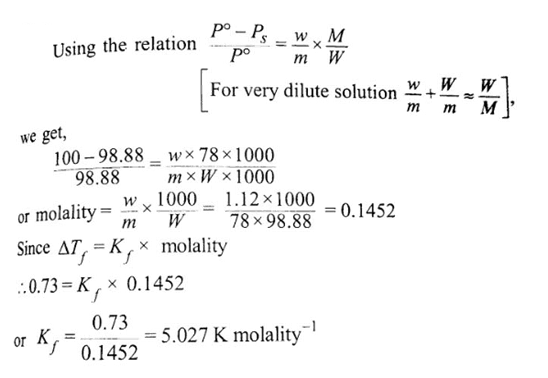 Using the relation P° – Pₛ / P° = w/m × M/W
[For very dilute solution w/m + W/m ≈ W/M],
we get,
100 – 98.88 / 98.88 = w × 78 × 1000 / m × W × 1000
or molality = w/m × 1000/W = 1.12 × 1000 / 78 × 98.88 = 0.1452
Since ΔT_f = K_f × molality
∴ 0.73 = K_f × 0.1452
or K_f = 0.73 / 0.1452 = 5.027 K molality⁻¹